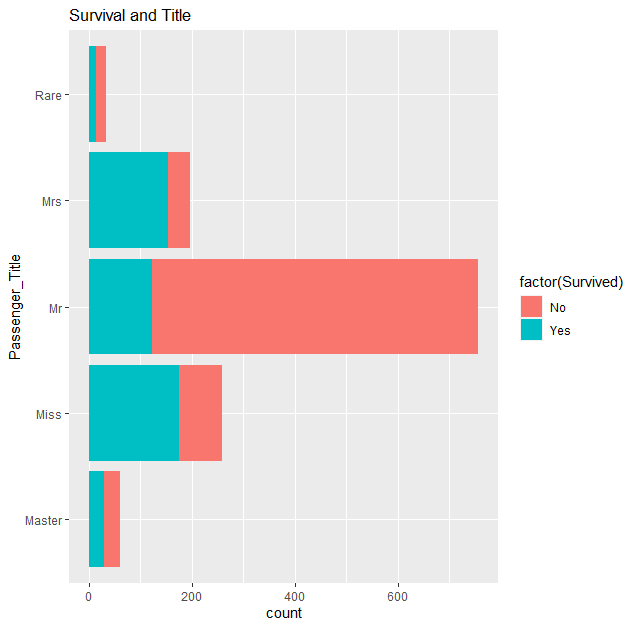 Survival and Title
Passenger_Title
Rare
Mrs
Mr
Miss
Master
0 200 400 600
count
factor(Survived)
No
Yes